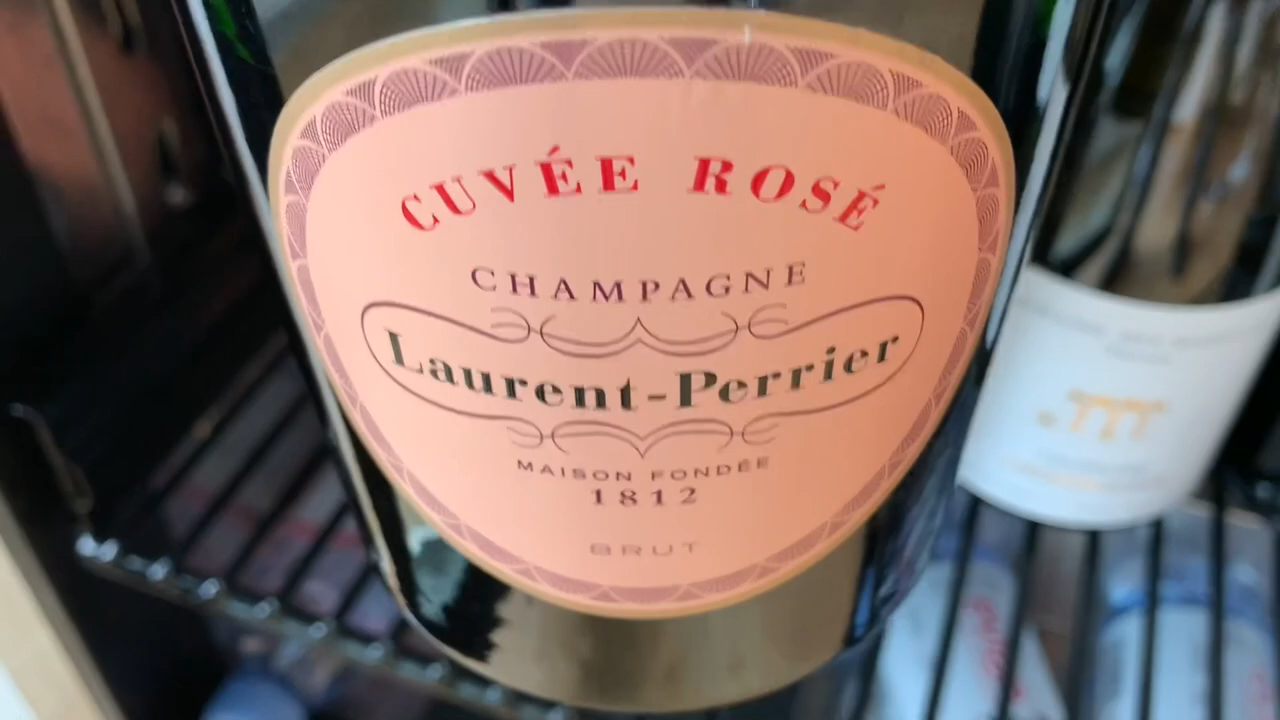 CUVÉE ROSÉ
CHAMPAGNE
Laurent-Perrier
MAISON FONDÉE
1812
BRUT